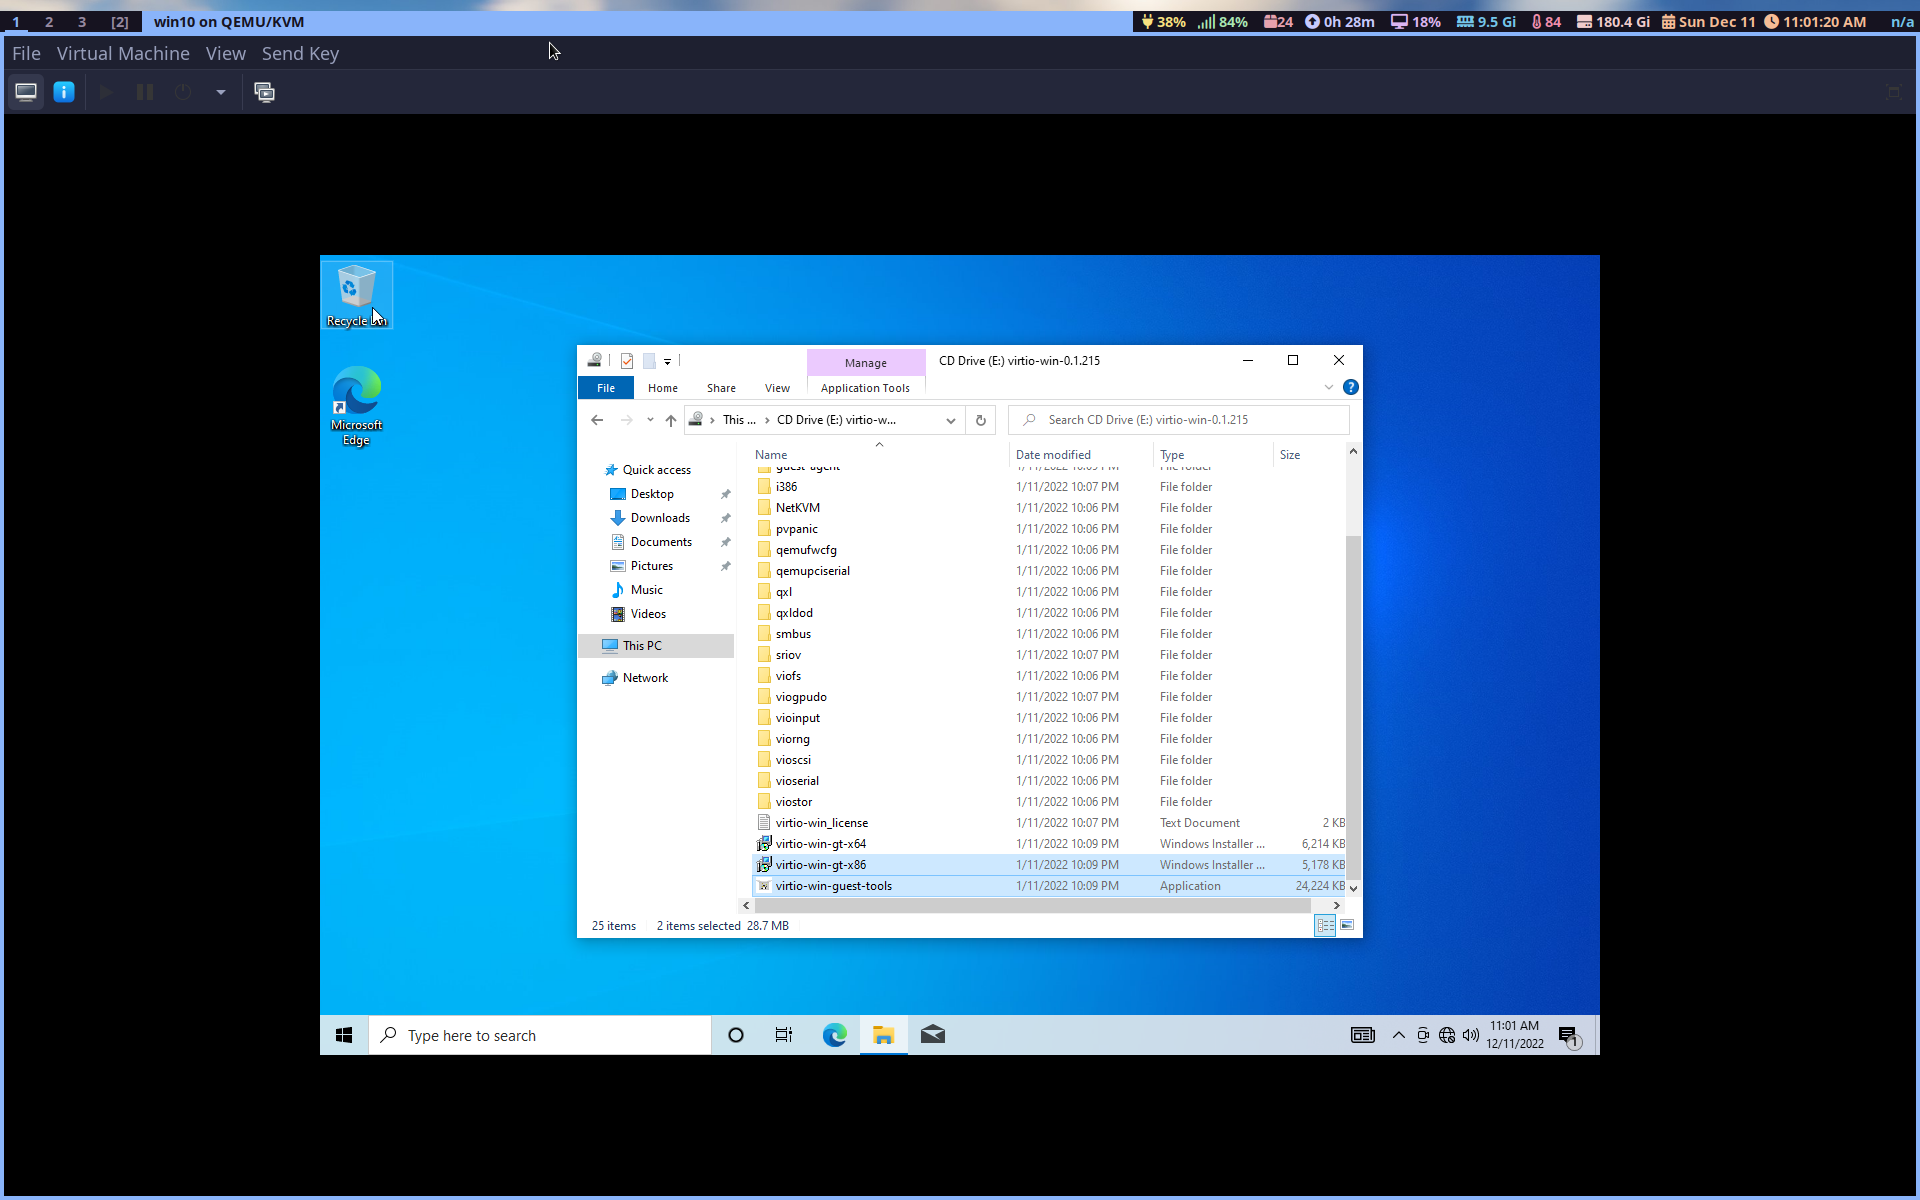 1 2 3 [2] win10 on QEMU/KVM 38% 84% 24 0h 28m 18% 9.5 Gi 84 180.4 Gi Sun Dec 11 11:01:20 AM n/a
File Virtual Machine View Send Key
Recycle
Microsoft
Edge
Manage CD Drive (E:) virtio-win-0.1.215
File Home Share View Application Tools
This ... CD Drive (E:) virtio-w... Search CD Drive (E:) virtio-win-0.1.215
Quick access
Desktop
Downloads
Documents
Pictures
Music
Videos
This PC
Network
Name Date modified Type Size
guest-agent 1/11/2022 10:09 PM File folder
i386 1/11/2022 10:07 PM File folder
NetKVM 1/11/2022 10:06 PM File folder
pvpanic 1/11/2022 10:06 PM File folder
qemufwcfg 1/11/2022 10:06 PM File folder
qemupciserial 1/11/2022 10:06 PM File folder
qxl 1/11/2022 10:06 PM File folder
qxldod 1/11/2022 10:06 PM File folder
smbus 1/11/2022 10:06 PM File folder
sriov 1/11/2022 10:07 PM File folder
viofs 1/11/2022 10:06 PM File folder
viogpudo 1/11/2022 10:07 PM File folder
vioinput 1/11/2022 10:06 PM File folder
viorng 1/11/2022 10:06 PM File folder
vioscsi 1/11/2022 10:06 PM File folder
vioserial 1/11/2022 10:06 PM File folder
viostor 1/11/2022 10:06 PM File folder
virtio-win_license 1/11/2022 10:07 PM Text Document 2 KB
virtio-win-gt-x64 1/11/2022 10:09 PM Windows Installer ... 6,214 KB
virtio-win-gt-x86 1/11/2022 10:09 PM Windows Installer ... 5,178 KB
virtio-win-guest-tools 1/11/2022 10:09 PM Application 24,224 KB
25 items 2 items selected 28.7 MB
Type here to search
11:01 AM
12/11/2022
1